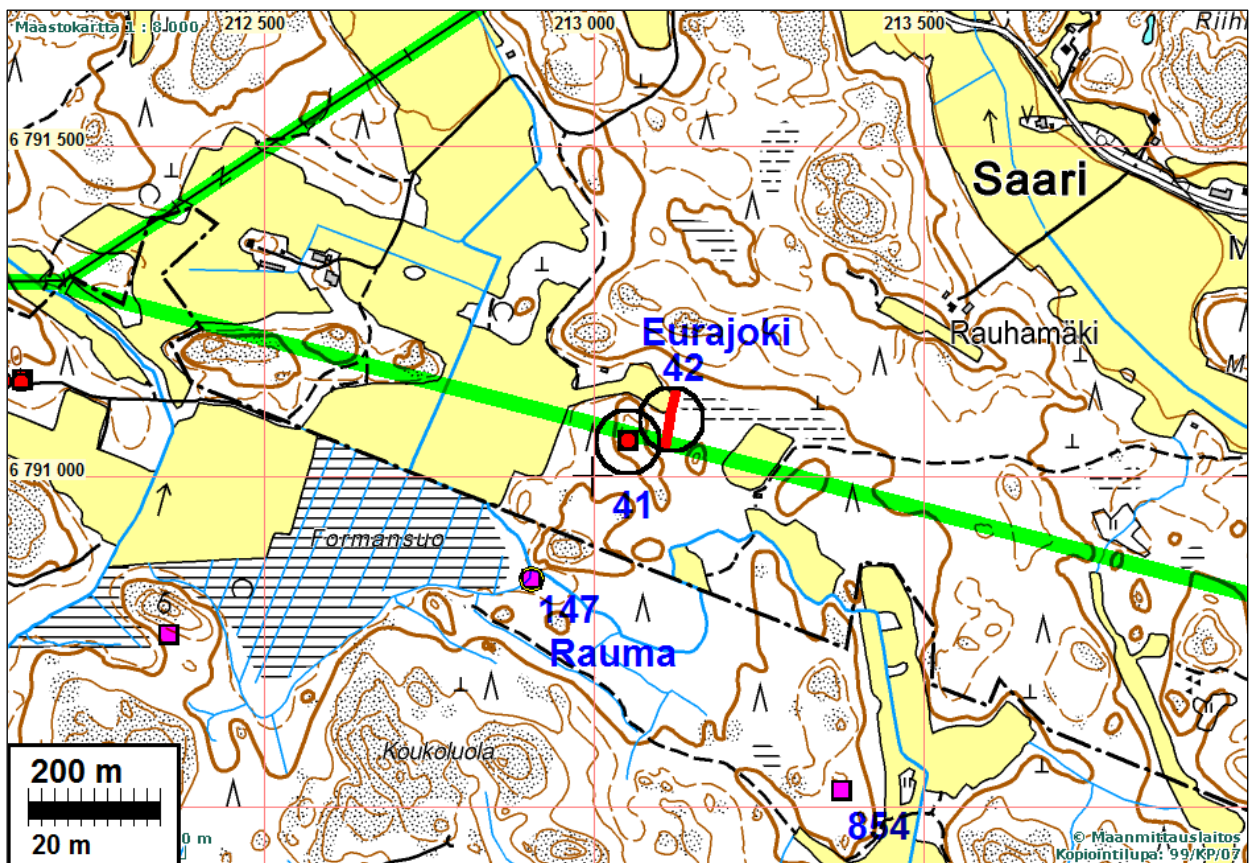 Maastokartta 1 : 8 000
212 500
213 000
213 500
6 791 500
Saari
Eurajoki
42
Rauhamäki
6 791 000
41
Formansuo
147
Rauma
Koukoluola
854
200 m
20 m
0 m
© Maanmittauslaitos
Kopiointilupa: 99/KP/07